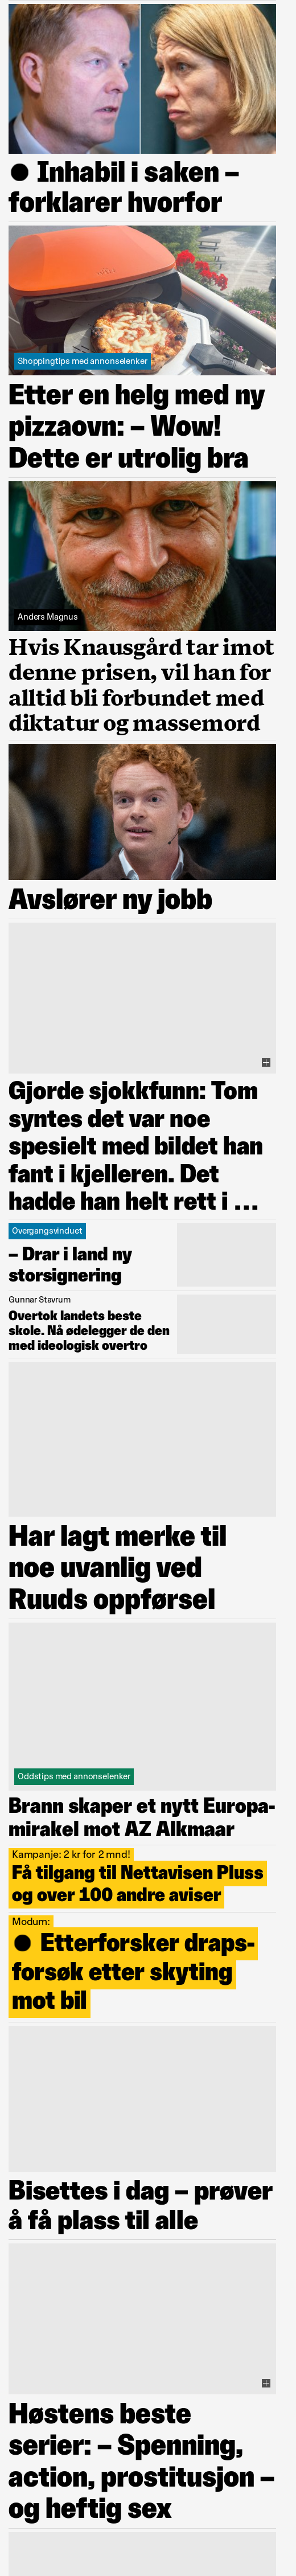 ● Inhabil i saken –
forklarer hvorfor
Shoppingtips med annonselenker
Etter en helg med ny
pizzaovn: – Wow!
Dette er utrolig bra
Anders Magnus
Hvis Knausgård tar imot
denne prisen, vil han for
alltid bli forbundet med
diktatur og massemord
Avslører ny jobb
Gjorde sjokkfunn: Tom
syntes det var noe
spesielt med bildet han
fant i kjelleren. Det
hadde han helt rett i ...
Overgangsvinduet
– Drar i land ny
storsignering
Gunnar Stavrum
Overtok landets beste
skole. Nå ødelegger de den
med ideologisk overtro
Har lagt merke til
noe uvanlig ved
Ruuds oppførsel
Oddstips med annonselenker
Brann skaper et nytt Europa-
mirakel mot AZ Alkmaar
Kampanje: 2 kr for 2 mnd!
Få tilgang til Nettavisen Pluss
og over 100 andre aviser
Modum:
● Etterforsker draps-
forsøk etter skyting
mot bil
Bisettes i dag – prøver
å få plass til alle
Høstens beste
serier: – Spenning,
action, prostitusjon –
og heftig sex